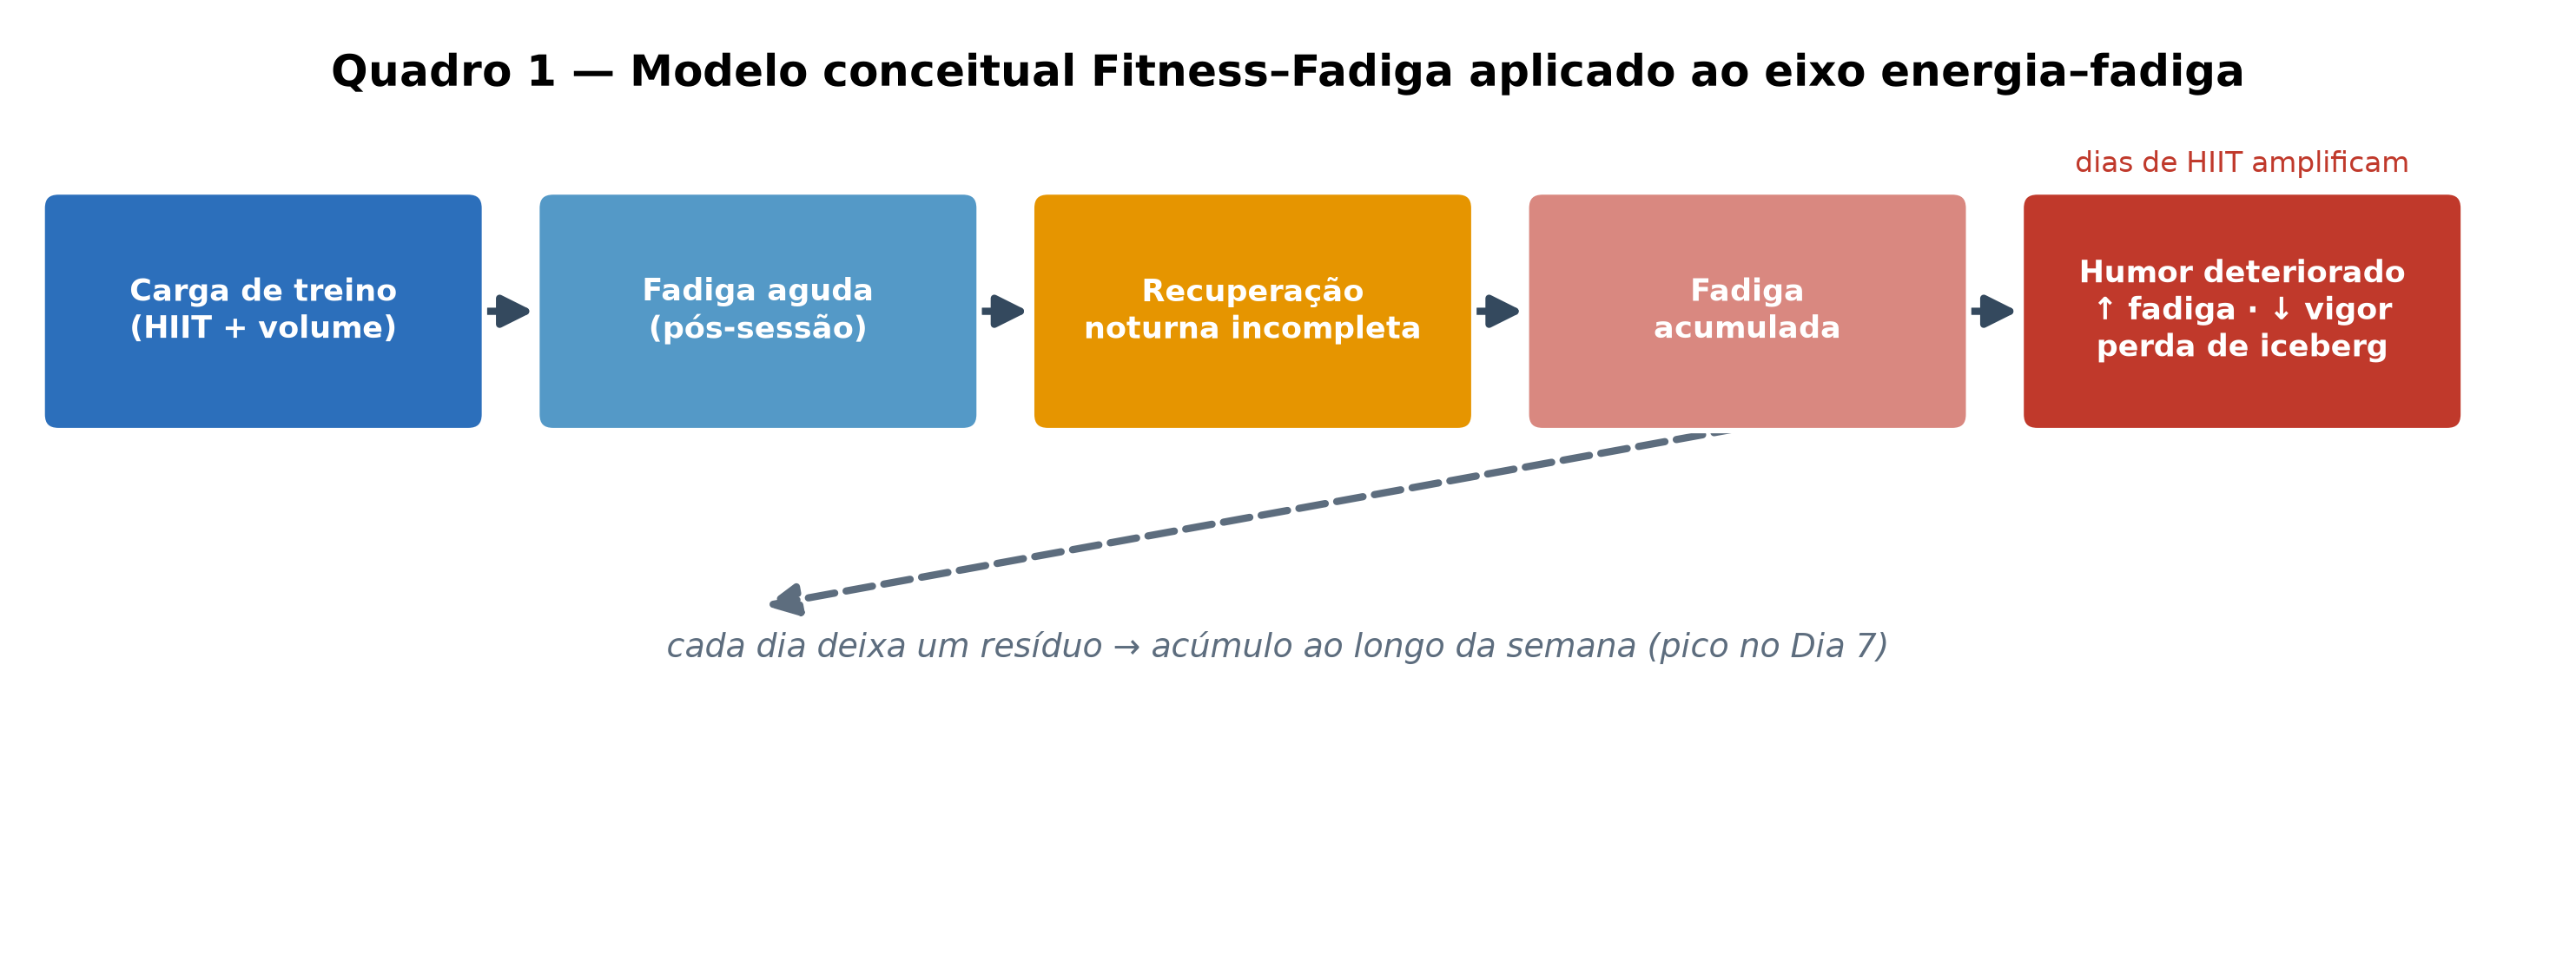 Quadro 1 — Modelo conceitual Fitness–Fadiga aplicado ao eixo energia–fadiga
dias de HIIT amplificam
Carga de treino
(HIIT + volume)
Fadiga aguda
(pós-sessão)
Recuperação
noturna incompleta
Fadiga
acumulada
Humor deteriorado
↑ fadiga · ↓ vigor
perda de iceberg
cada dia deixa um resíduo → acúmulo ao longo da semana (pico no Dia 7)